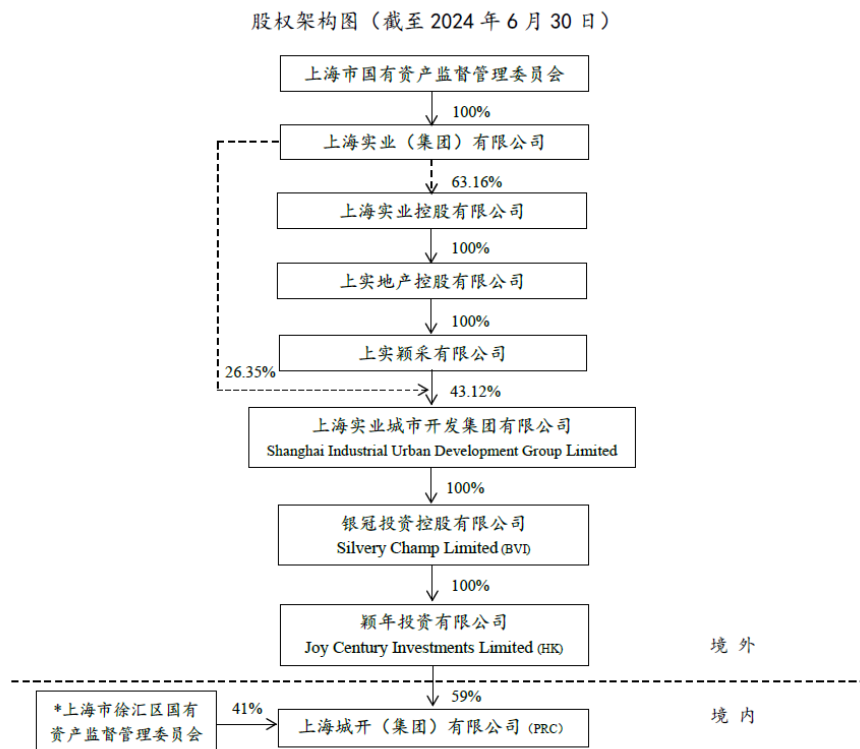 股权架构图（截至 2024 年 6 月 30 日）
上海市国有资产监督管理委员会
100%
上海实业（集团）有限公司
63.16%
上海实业控股有限公司
100%
上实地产控股有限公司
100%
上实颖采有限公司
26.35%
43.12%
上海实业城市开发集团有限公司
Shanghai Industrial Urban Development Group Limited
100%
银冠投资控股有限公司
Silvery Champ Limited (BVI)
100%
颖年投资有限公司
Joy Century Investments Limited (HK)
境 外
59%
*上海市徐汇区国有
资产监督管理委员会
41%
上海城开（集团）有限公司 (PRC)
境 内